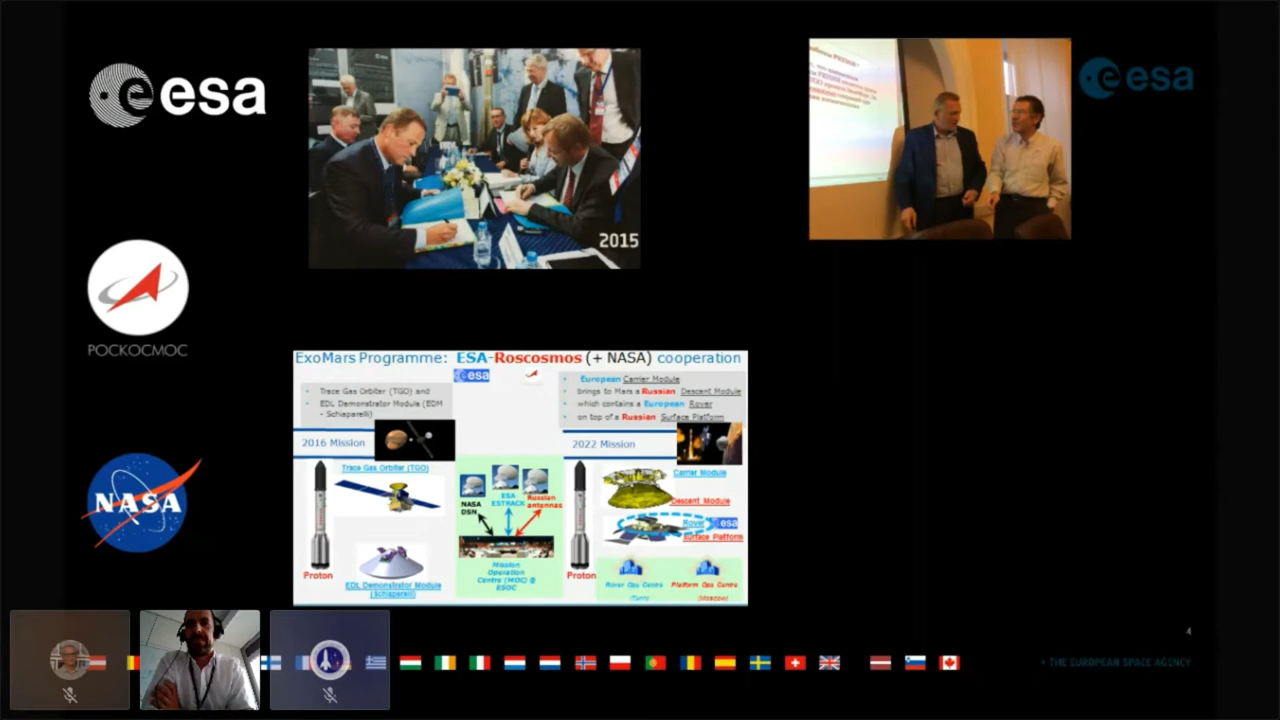 esa
esa
2015
РОСКОСМОС
NASA
ExoMars Programme: ESA-Roscosmos (+ NASA) cooperation
esa
• Trace Gas Orbiter (TGO) and
• EDL Demonstrator Module (EDM
- Schiaparelli)
• European Carrier Module
• brings to Mars a Russian Descent Module
• which contains a European Rover
• on top of a Russian Surface Platform
2016 Mission
2022 Mission
Trace Gas Orbiter (TGO)
Carrier Module
NASA
DSN
ESA
ESTRACK
Russian
antennas
Descent Module
Rover
esa
Surface Platform
Proton
EDL Demonstrator Module
(Schiaparelli)
Mission
Operation
Centre (MOC) @
ESOC
Proton
Rover Ops Centre
(Turin)
Platform Ops Centre
(Moscow)
4
THE EUROPEAN SPACE AGENCY